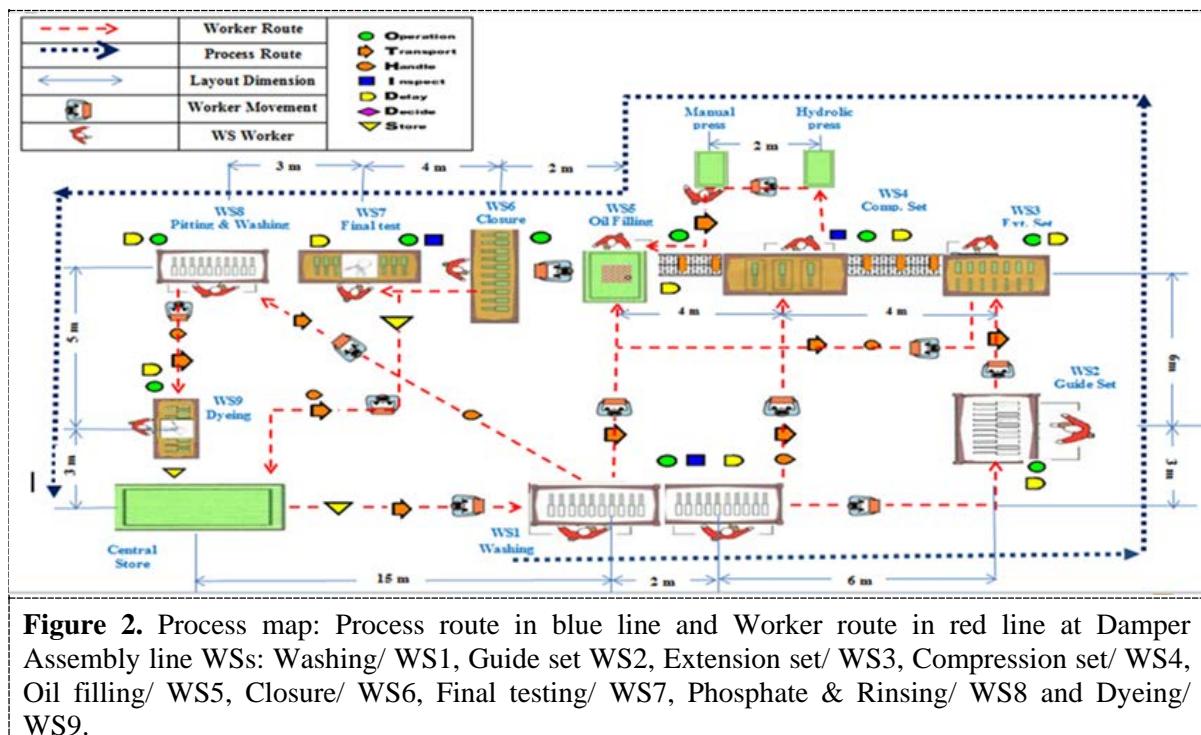 Worker Route
Process Route
Layout Dimension
Worker Movement
WS Worker
Operation
Transport
Handle
Inspect
Delay
Decide
Store
Manual
press
Hydrolic
press
2 m
3 m
4 m
2 m
WS8
Pitting & Washing
WS7
Final test
WS6
Closure
WS5
Oil Filling
WS4
Comp. Set
WS3
Ext. Set
4 m
4 m
5 m
6m
WS2
Guide Set
WS9
Dyeing
3 m
3 m
WS1
Washing
Central
Store
15 m
2 m
6 m
Figure 2. Process map: Process route in blue line and Worker route in red line at Damper
Assembly line WSs: Washing/ WS1, Guide set WS2, Extension set/ WS3, Compression set/ WS4,
Oil filling/ WS5, Closure/ WS6, Final testing/ WS7, Phosphate & Rinsing/ WS8 and Dyeing/
WS9.